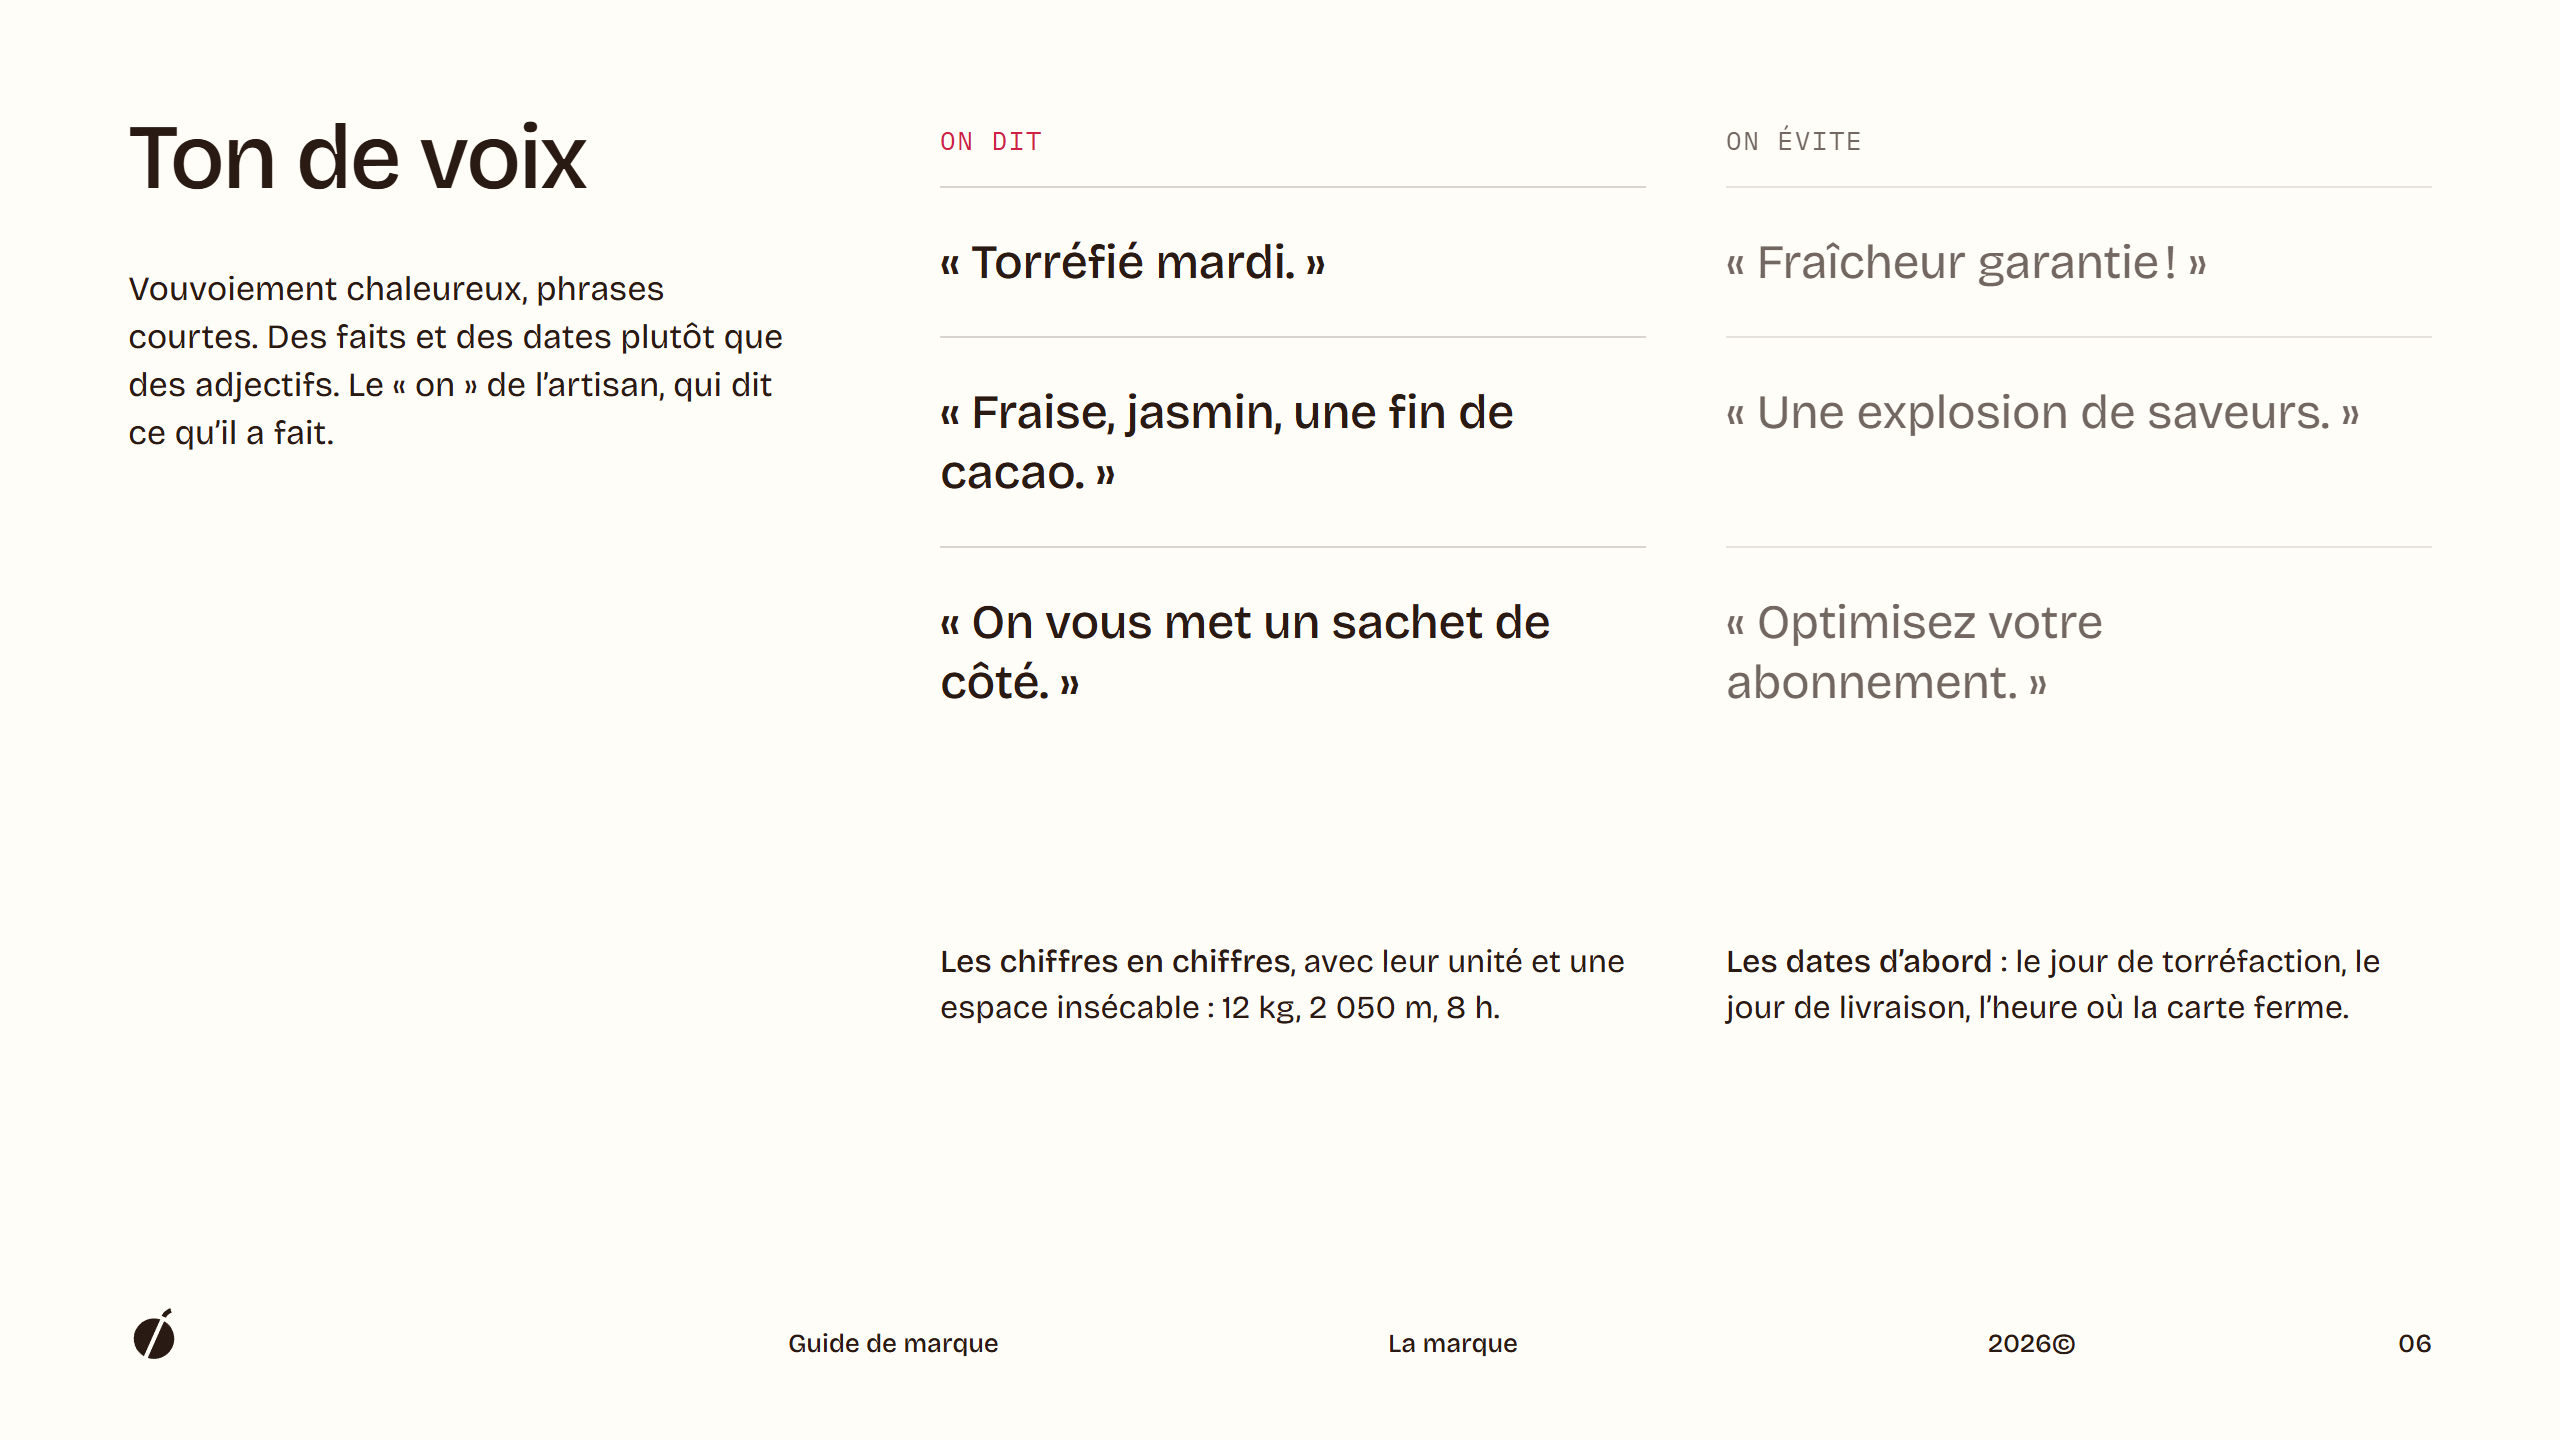 Ton de voix
Vouvoiement chaleureux, phrases
courtes. Des faits et des dates plutôt que
des adjectifs. Le « on » de l’artisan, qui dit
ce qu’il a fait.
ON DIT
« Torréfié mardi. »
« Fraise, jasmin, une fin de
cacao. »
« On vous met un sachet de
côté. »
ON ÉVITE
« Fraîcheur garantie ! »
« Une explosion de saveurs. »
« Optimisez votre
abonnement. »
Les chiffres en chiffres, avec leur unité et une
espace insécable : 12 kg, 2 050 m, 8 h.
Les dates d’abord : le jour de torréfaction, le
jour de livraison, l’heure où la carte ferme.
Guide de marque
La marque
2026©
06